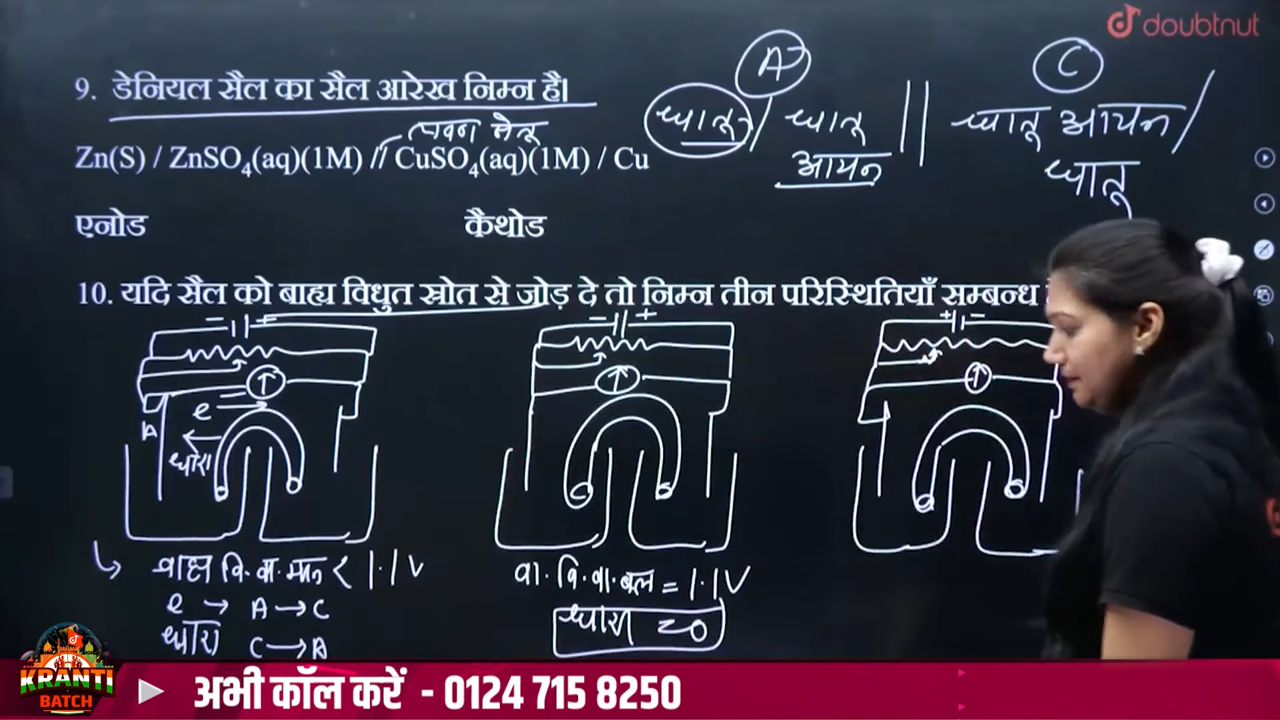 doubtnut
9. डेनियल सैल का सैल आरेख निम्न है।
लवण सेतू
Zn(S) / ZnSO₄(aq)(1M) // CuSO₄(aq)(1M) / Cu
एनोड कैथोड
A C
धातू / धातू आयन || धातू आयन / धातू
10. यदि सैल को बाह्य विधुत स्रोत से जोड़ दे तो निम्न तीन परिस्थितियाँ सम्बन्ध
- + - + + -
e
A
धारा
बाह्य वि. वा. मान < 1.1V
e → A → C
धारा C → A
वा. वि. वा. बल = 1.1V
धारा = 0
KRANTI
BATCH
अभी कॉल करें - 0124 715 8250